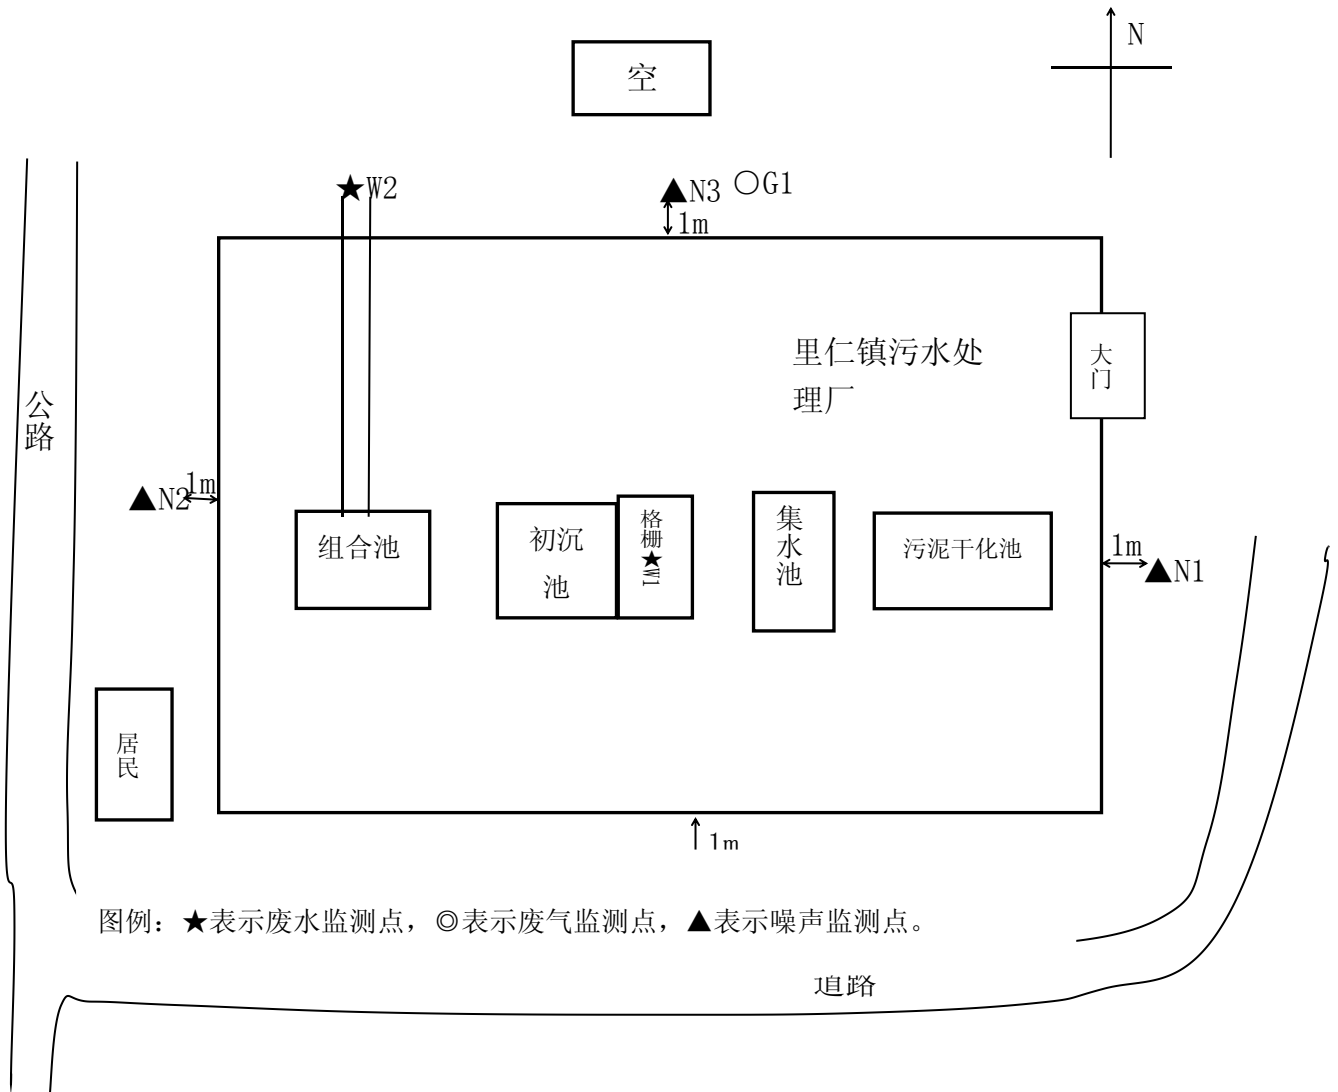 N
空
★W2
▲N3
○G1
1m
里仁镇污水处
理厂
大
门
公
路
1m
▲N2
组合池
初沉
池
格
栅
★W1
集
水
池
污泥干化池
1m
▲N1
居
民
1m
图例：★表示废水监测点，◎表示废气监测点，▲表示噪声监测点。
道路